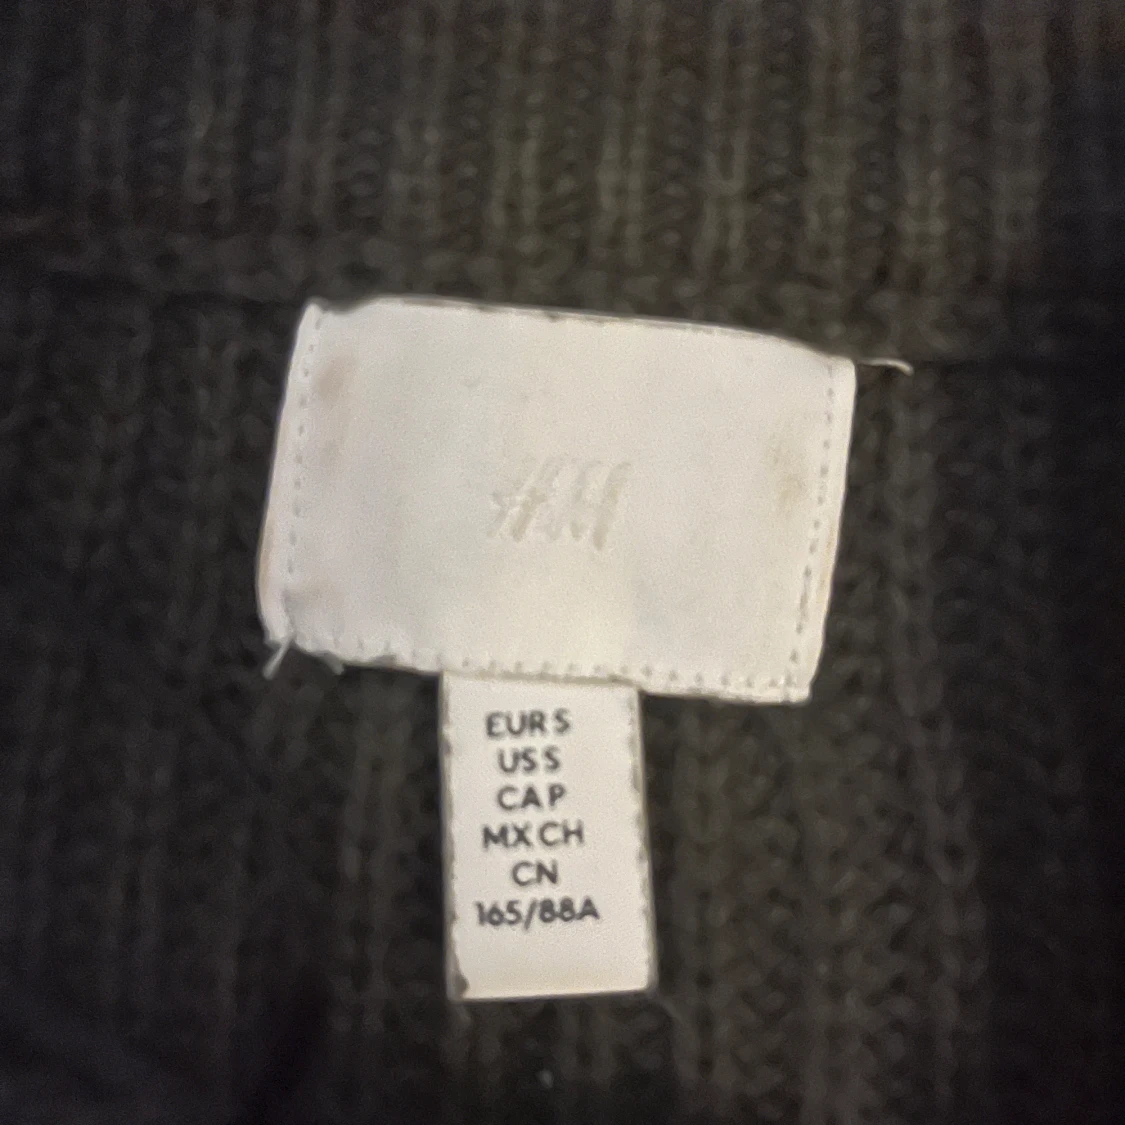 H&M
EUR S
US S
CA P
MX CH
CN
165/88A